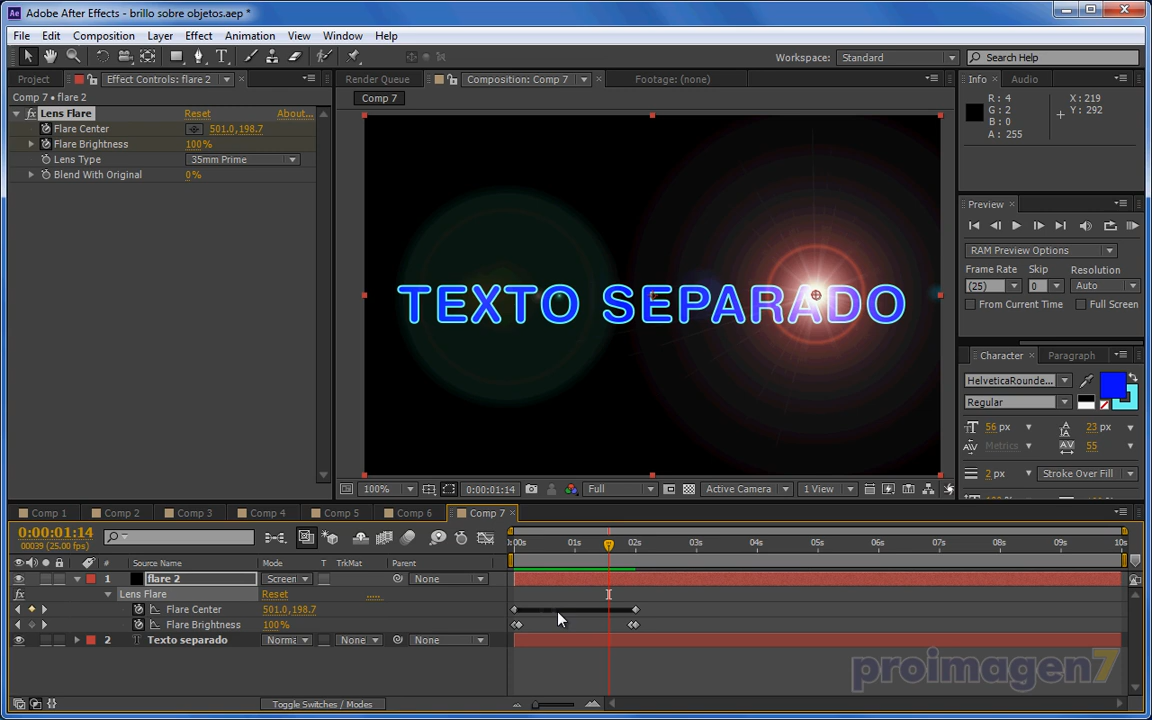 Adobe After Effects - brillo sobre objetos.aep *
File Edit Composition Layer Effect Animation View Window Help
Workspace: Standard
Search Help
Project
Effect Controls: flare 2
Render Queue
Composition: Comp 7
Footage: (none)
Info
Audio
Comp 7 • flare 2
Comp 7
fx Lens Flare Reset About...
Flare Center 501.0,198.7
Flare Brightness 100%
Lens Type 35mm Prime
Blend With Original 0%
R: 4
G: 2
B: 0
A: 255
X: 219
Y: 292
TEXTO SEPARADO
Preview
RAM Preview Options
Frame Rate Skip Resolution
(25) 0 Auto
From Current Time Full Screen
Character
Paragraph
HelveticaRounde...
Regular
56 px
23 px
Metrics
55
2 px
Stroke Over Fill
100%
0:00:01:14
Full
Active Camera
1 View
Comp 1
Comp 2
Comp 3
Comp 4
Comp 5
Comp 6
Comp 7
0:00:01:14
00039 (25.00 fps)
# Source Name Mode T TrkMat Parent
:00s 01s 02s 03s 04s 05s 06s 07s 08s 09s 10s
1 flare 2 Screen None
fx Lens Flare Reset .....
Flare Center 501.0,198.7
Flare Brightness 100%
2 T Texto separado Norma None None
Toggle Switches / Modes
proimagen7